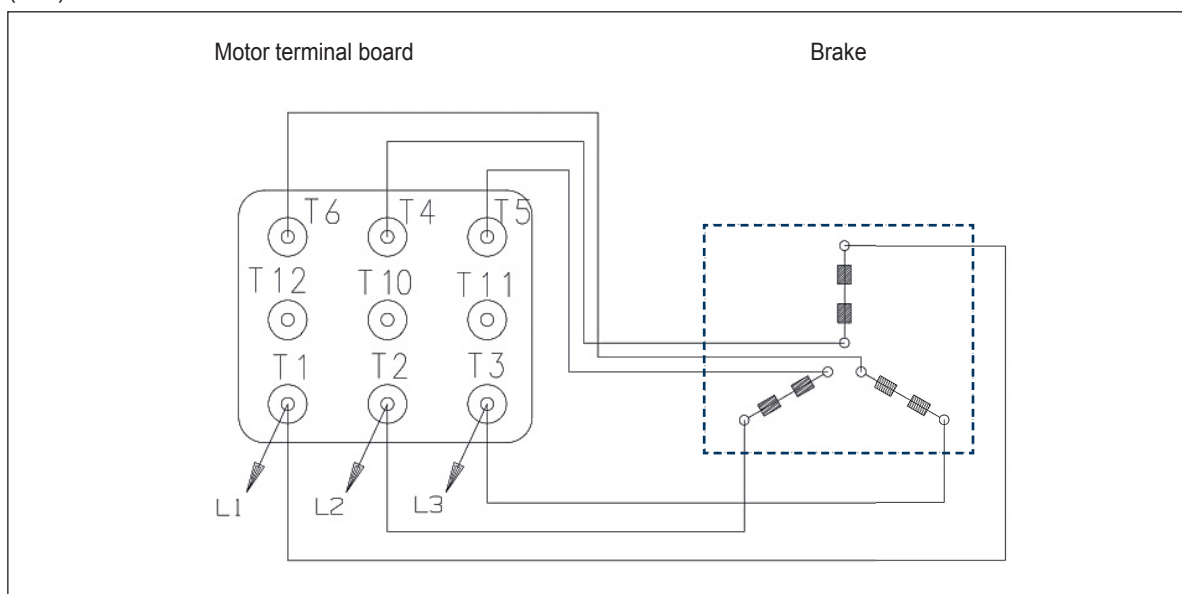 Motor terminal board Brake
T6 T4 T5
T12 T10 T11
T1 T2 T3
L1 L2 L3